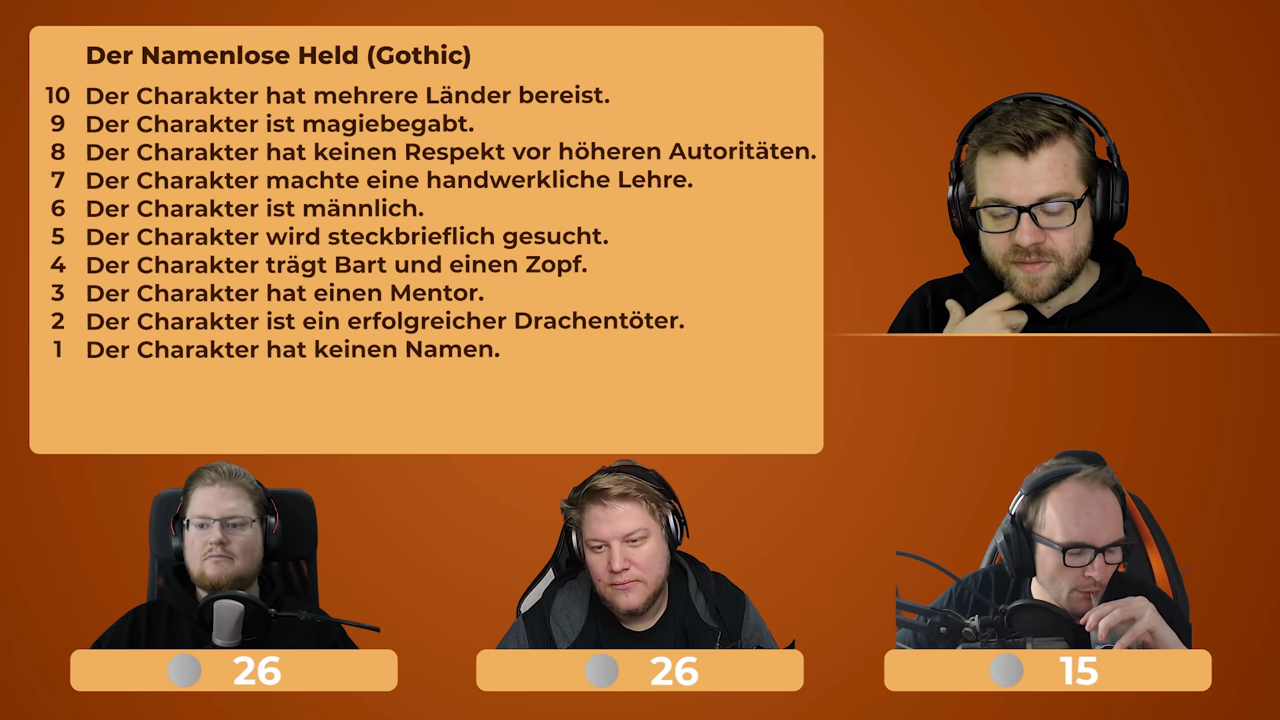 Der Namenlose Held (Gothic)
10 Der Charakter hat mehrere Länder bereist.
9 Der Charakter ist magiebegabt.
8 Der Charakter hat keinen Respekt vor höheren Autoritäten.
7 Der Charakter machte eine handwerkliche Lehre.
6 Der Charakter ist männlich.
5 Der Charakter wird steckbrieflich gesucht.
4 Der Charakter trägt Bart und einen Zopf.
3 Der Charakter hat einen Mentor.
2 Der Charakter ist ein erfolgreicher Drachentöter.
1 Der Charakter hat keinen Namen.
26 26 15